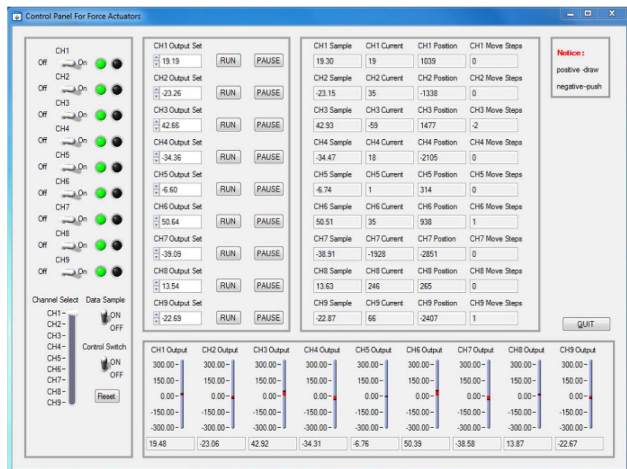 Control Panel For Force Actuators
CH1
Off On
CH2
Off On
CH3
Off On
CH4
Off On
CH5
Off On
CH6
Off On
CH7
Off On
CH8
Off On
CH9
Off On
Channel Select Data Sample
CH1-
CH2-
CH3-
CH4-
CH5-
CH6-
CH7-
CH8-
CH9-
ON
OFF
Control Switch
ON
OFF
Reset
CH1 Output Set
19.19 RUN PAUSE
CH2 Output Set
-23.26 RUN PAUSE
CH3 Output Set
42.66 RUN PAUSE
CH4 Output Set
-34.36 RUN PAUSE
CH5 Output Set
-6.60 RUN PAUSE
CH6 Output Set
50.64 RUN PAUSE
CH7 Output Set
-39.09 RUN PAUSE
CH8 Output Set
13.54 RUN PAUSE
CH9 Output Set
-22.69 RUN PAUSE
CH1 Sample CH1 Current CH1 Position CH1 Move Steps
19.30 19 1039 0
CH2 Sample CH2 Current CH2 Position CH2 Move Steps
-23.15 35 -1338 0
CH3 Sample CH3 Current CH3 Position CH3 Move Steps
42.93 -59 1477 -2
CH4 Sample CH4 Current CH4 Position CH4 Move Steps
-34.47 18 -2105 0
CH5 Sample CH5 Current CH5 Position CH5 Move Steps
-6.74 1 314 0
CH6 Sample CH6 Current CH6 Position CH6 Move Steps
50.51 35 938 1
CH7 Sample CH7 Current CH7 Postion CH7 Move Steps
-38.91 -1928 -2851 0
CH8 Sample CH8 Current CH8 Position CH8 Move Steps
13.63 246 265 0
CH9 Sample CH9 Current CH9 Position CH9 Move Steps
-22.87 66 -2407 1
Notice:
positive-draw
negative-push
QUIT
CH1 Output CH2 Output CH3 Output CH4 Output CH5 Output CH6 Output CH7 Output CH8 Output CH9 Output
300.00- 300.00- 300.00- 300.00- 300.00- 300.00- 300.00- 300.00- 300.00-
150.00- 150.00- 150.00- 150.00- 150.00- 150.00- 150.00- 150.00- 150.00-
0.00- 0.00- 0.00- 0.00- 0.00- 0.00- 0.00- 0.00- 0.00-
-150.00- -150.00- -150.00- -150.00- -150.00- -150.00- -150.00- -150.00- -150.00-
-300.00- -300.00- -300.00- -300.00- -300.00- -300.00- -300.00- -300.00- -300.00-
19.48 -23.06 42.92 -34.31 -6.76 50.39 -38.58 13.87 -22.67